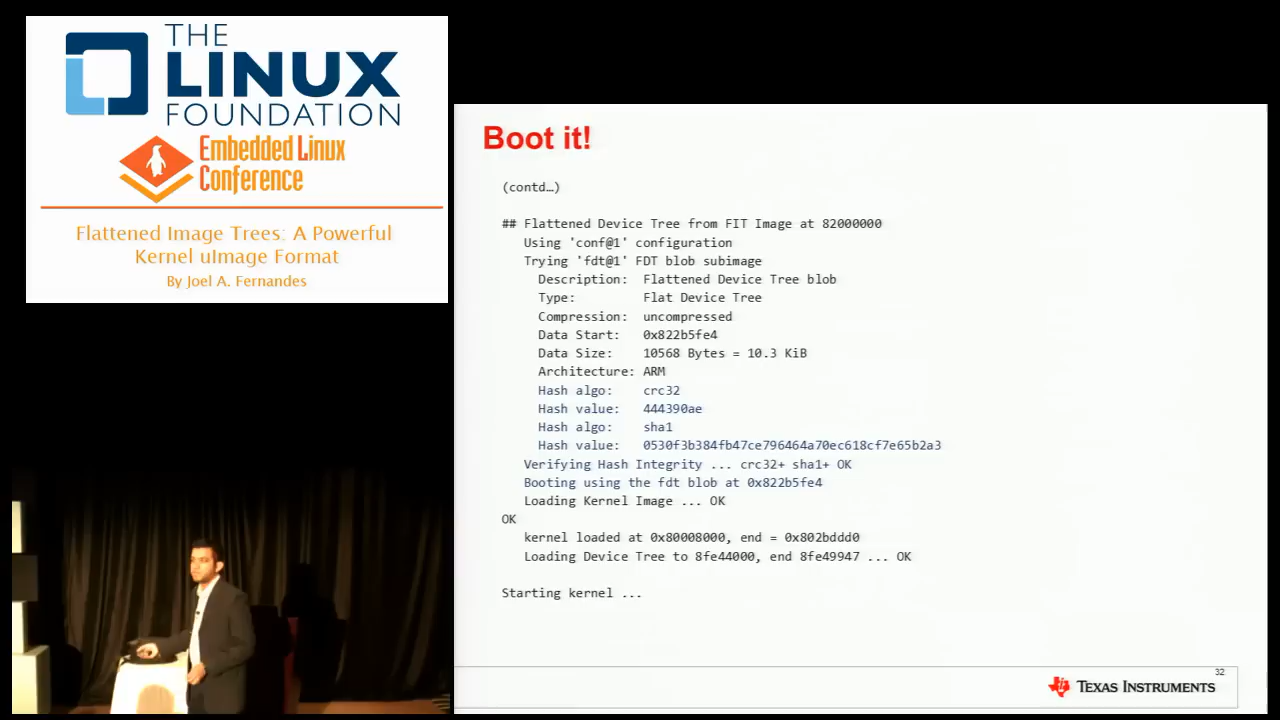 THE
LINUX
FOUNDATION
Embedded Linux
Conference
Flattened Image Trees: A Powerful
Kernel uImage Format
By Joel A. Fernandes
Boot it!
(contd…)
## Flattened Device Tree from FIT Image at 82000000
Using 'conf@1' configuration
Trying 'fdt@1' FDT blob subimage
Description: Flattened Device Tree blob
Type: Flat Device Tree
Compression: uncompressed
Data Start: 0x822b5fe4
Data Size: 10568 Bytes = 10.3 KiB
Architecture: ARM
Hash algo: crc32
Hash value: 444390ae
Hash algo: sha1
Hash value: 0530f3b384fb47ce796464a70ec618cf7e65b2a3
Verifying Hash Integrity ... crc32+ sha1+ OK
Booting using the fdt blob at 0x822b5fe4
Loading Kernel Image ... OK
OK
kernel loaded at 0x80008000, end = 0x802bddd0
Loading Device Tree to 8fe44000, end 8fe49947 ... OK
Starting kernel ...
32
TEXAS INSTRUMENTS